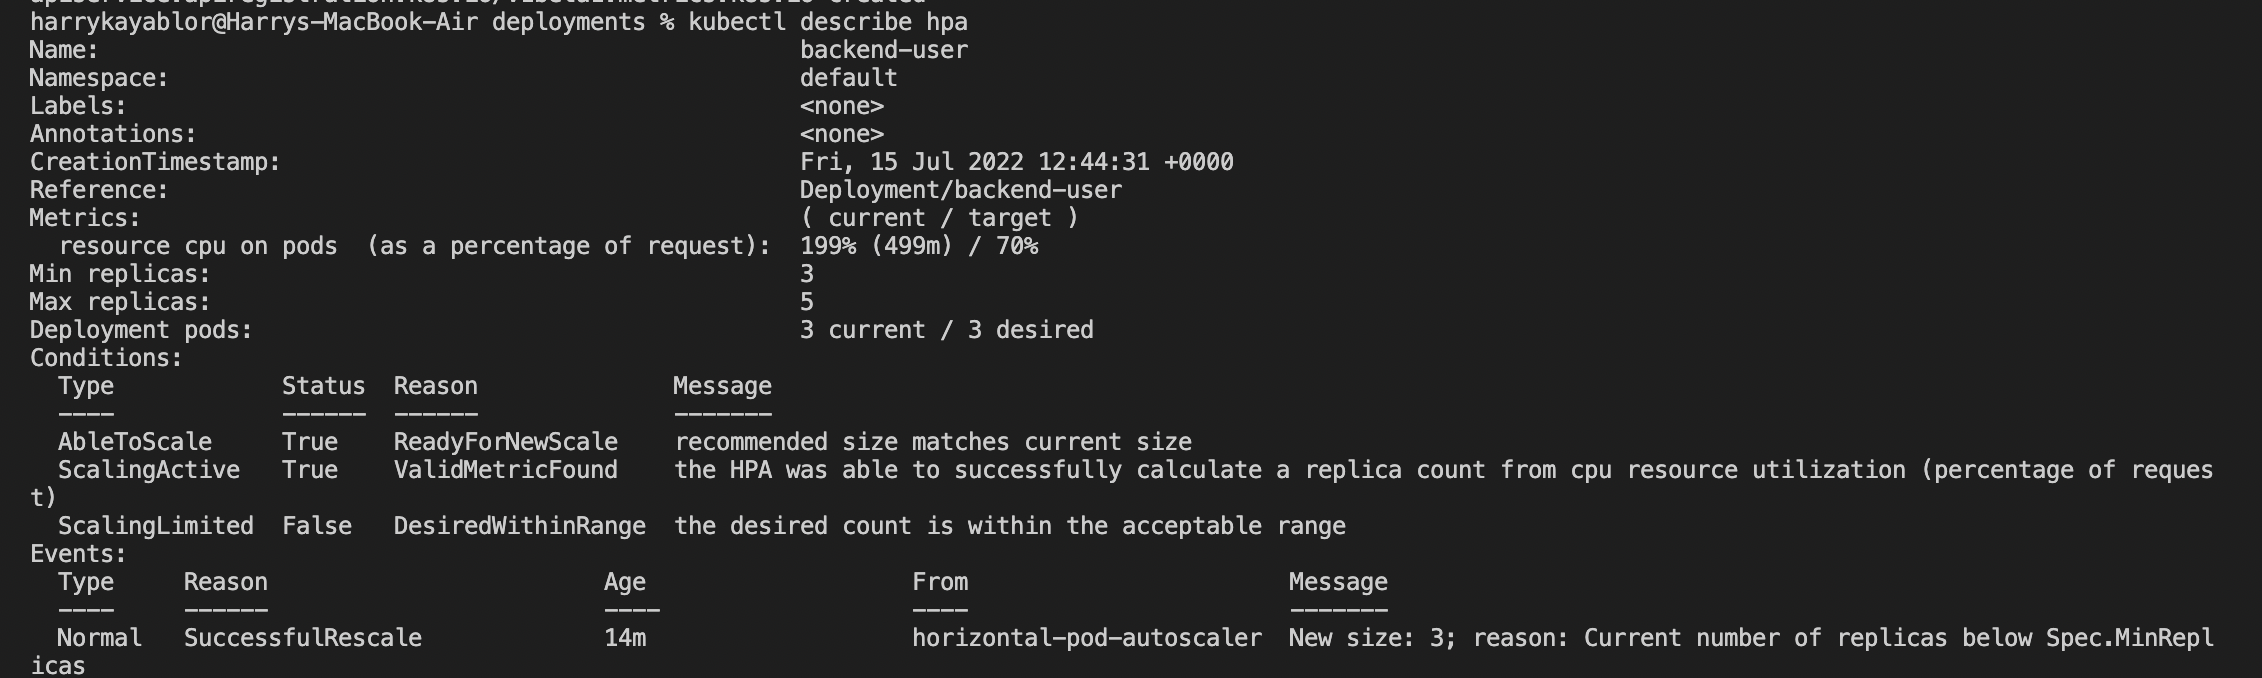 harrykayablor@Harrys-MacBook-Air deployments % kubectl describe hpa
Name: backend-user
Namespace: default
Labels: <none>
Annotations: <none>
CreationTimestamp: Fri, 15 Jul 2022 12:44:31 +0000
Reference: Deployment/backend-user
Metrics: ( current / target )
resource cpu on pods (as a percentage of request): 199% (499m) / 70%
Min replicas: 3
Max replicas: 5
Deployment pods: 3 current / 3 desired
Conditions:
Type Status Reason Message
---- ------ ------ -------
AbleToScale True ReadyForNewScale recommended size matches current size
ScalingActive True ValidMetricFound the HPA was able to successfully calculate a replica count from cpu resource utilization (percentage of reques
t)
ScalingLimited False DesiredWithinRange the desired count is within the acceptable range
Events:
Type Reason Age From Message
---- ------ ---- ---- -------
Normal SuccessfulRescale 14m horizontal-pod-autoscaler New size: 3; reason: Current number of replicas below Spec.MinRepl
icas